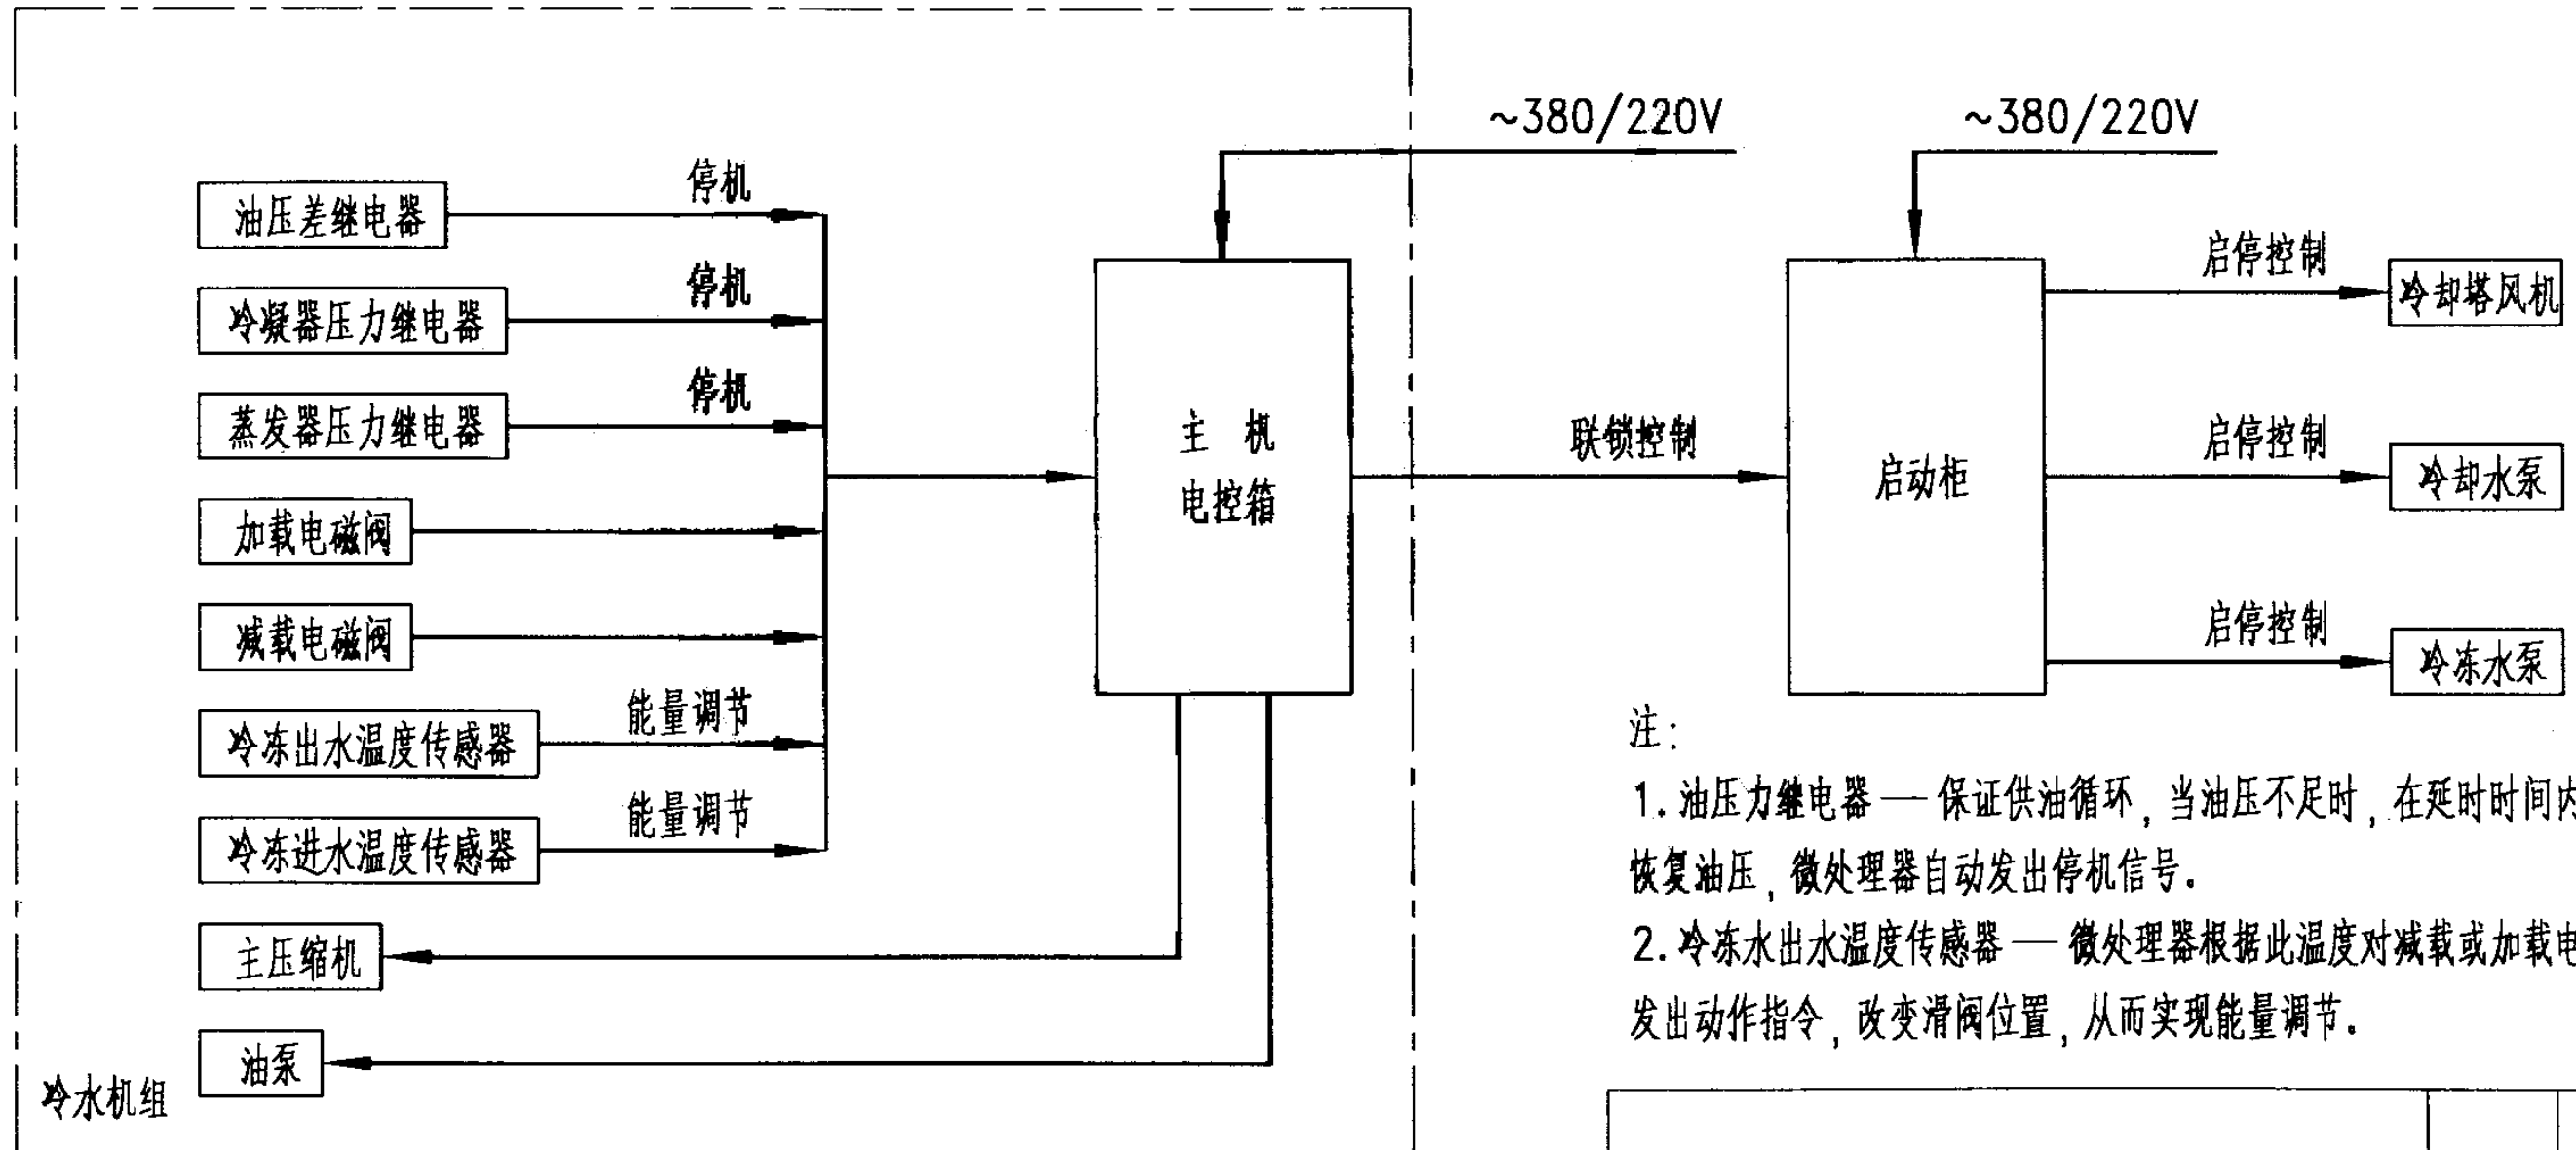 ~380/220V
~380/220V
停机
油压差继电器
停机
冷凝器压力继电器
停机
蒸发器压力继电器
加载电磁阀
减载电磁阀
能量调节
冷冻出水温度传感器
能量调节
冷冻进水温度传感器
主压缩机
油泵
冷水机组
主机
电控箱
联锁控制
启动柜
启停控制
冷却塔风机
启停控制
冷却水泵
启停控制
冷冻水泵
注:
1. 油压力继电器 — 保证供油循环, 当油压不足时, 在延时时间内
恢复油压, 微处理器自动发出停机信号。
2. 冷冻水出水温度传感器 — 微处理器根据此温度对减载或加载电
发出动作指令, 改变滑阀位置, 从而实现能量调节。